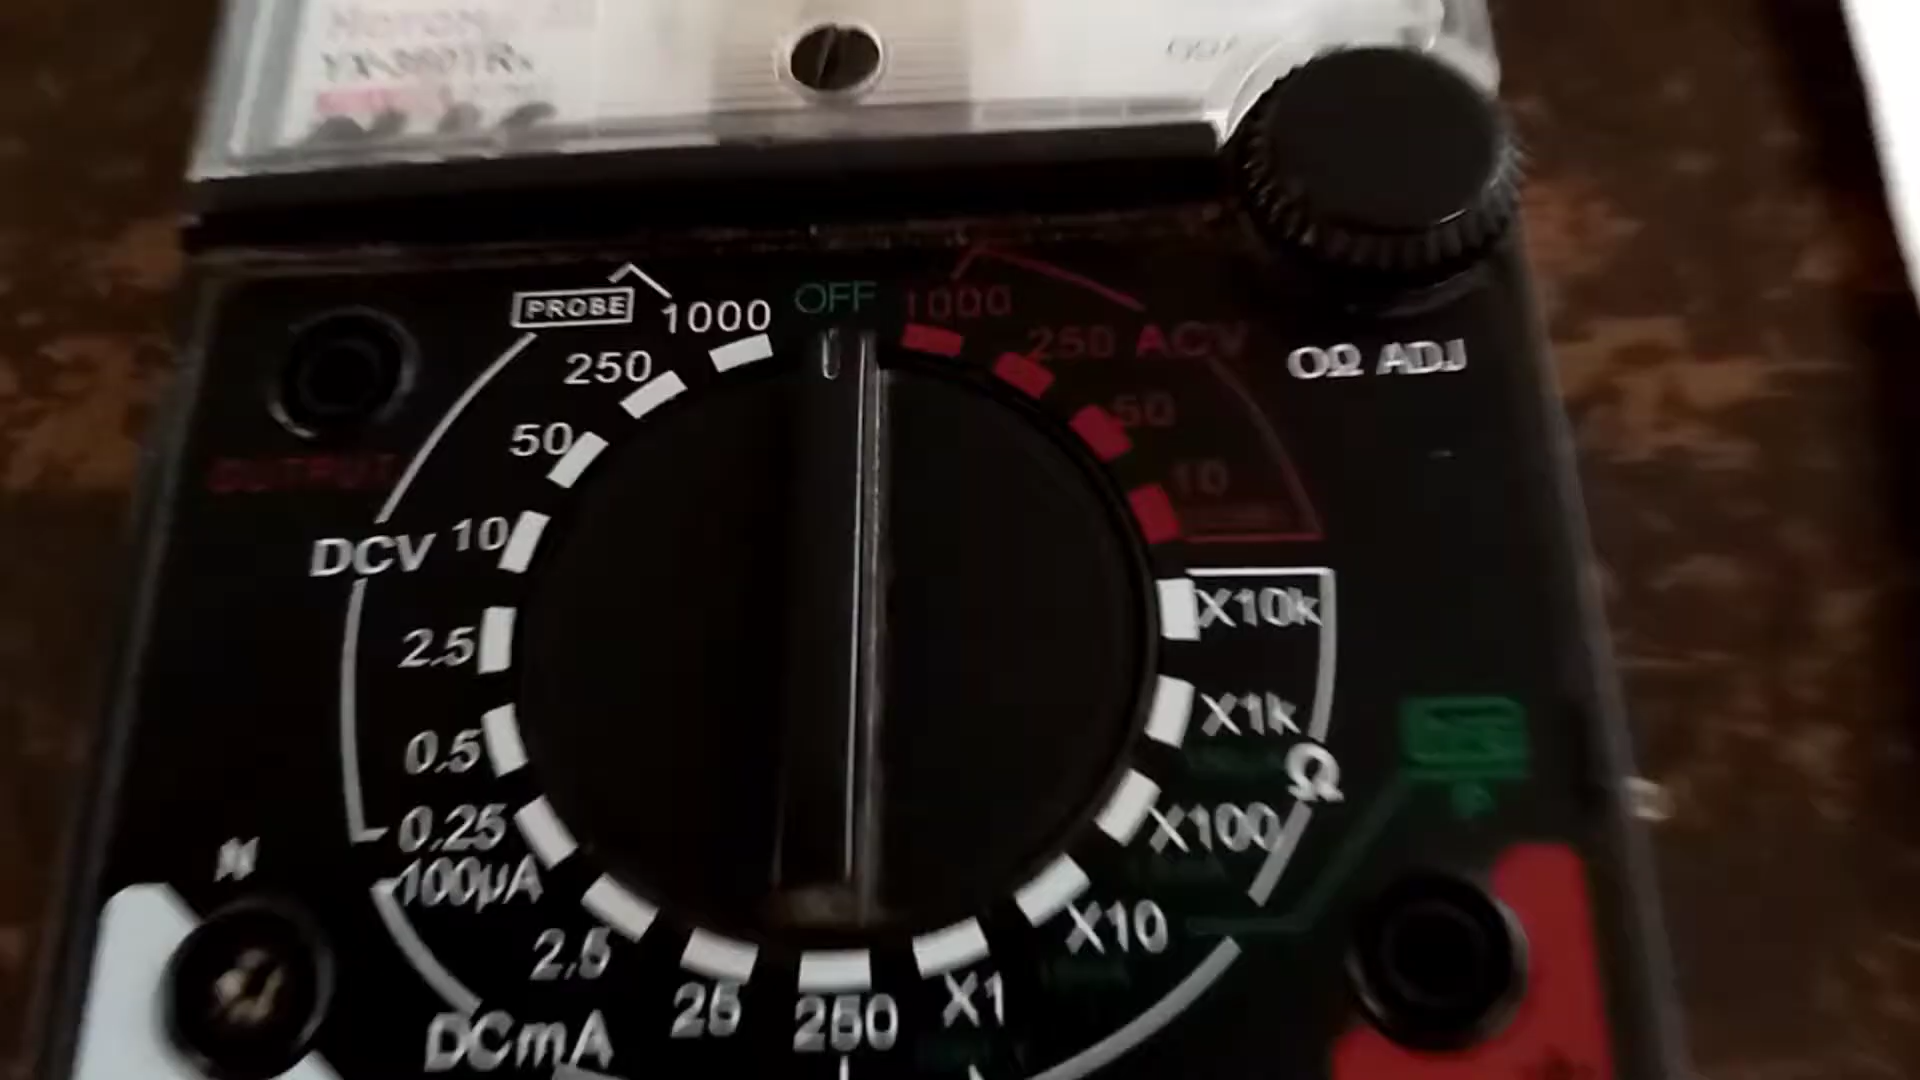 PROBE
1000
OFF
1000
250
250 ACV
0Ω ADJ
50
50
OUTPUT
10
10
DCV
X10k
2.5
X1k
0.5
Ω
0.25
X100
100µA
X10
2.5
25
250
X1
DCmA